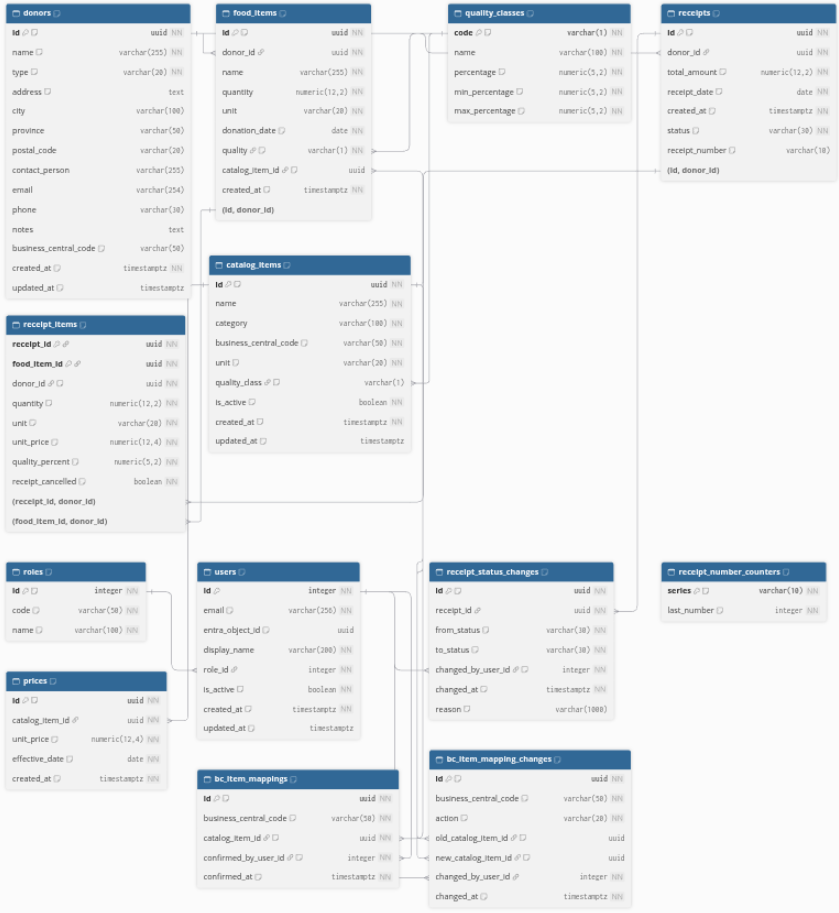 donors
id uuid NN
name varchar(255) NN
type varchar(20) NN
address text
city varchar(100)
province varchar(50)
postal_code varchar(20)
contact_person varchar(255)
email varchar(254)
phone varchar(30)
notes text
business_central_code varchar(50)
created_at timestamptz NN
updated_at timestamptz
food_items
id uuid NN
donor_id uuid NN
name varchar(255) NN
quantity numeric(12,2) NN
unit varchar(20) NN
donation_date date NN
quality varchar(1) NN
catalog_item_id uuid
created_at timestamptz NN
(id, donor_id)
quality_classes
code varchar(1) NN
name varchar(100) NN
percentage numeric(5,2) NN
min_percentage numeric(5,2) NN
max_percentage numeric(5,2) NN
receipts
id uuid NN
donor_id uuid NN
total_amount numeric(12,2) NN
receipt_date date NN
created_at timestamptz NN
status varchar(30) NN
receipt_number varchar(10)
(id, donor_id)
catalog_items
id uuid NN
name varchar(255) NN
category varchar(100) NN
business_central_code varchar(50) NN
unit varchar(20) NN
quality_class varchar(1)
is_active boolean NN
created_at timestamptz NN
updated_at timestamptz
receipt_items
receipt_id uuid NN
food_item_id uuid NN
donor_id uuid NN
quantity numeric(12,2) NN
unit varchar(20) NN
unit_price numeric(12,4) NN
quality_percent numeric(5,2) NN
receipt_cancelled boolean NN
(receipt_id, donor_id)
(food_item_id, donor_id)
roles
id integer NN
code varchar(50) NN
name varchar(100) NN
users
id integer NN
email varchar(256) NN
entra_object_id uuid
display_name varchar(200) NN
role_id integer NN
is_active boolean NN
created_at timestamptz NN
updated_at timestamptz
receipt_status_changes
id uuid NN
receipt_id uuid NN
from_status varchar(30) NN
to_status varchar(30) NN
changed_by_user_id integer NN
changed_at timestamptz NN
reason varchar(1000)
receipt_number_counters
series varchar(10) NN
last_number integer NN
prices
id uuid NN
catalog_item_id uuid NN
unit_price numeric(12,4) NN
effective_date date NN
created_at timestamptz NN
bc_item_mappings
id uuid NN
business_central_code varchar(50) NN
catalog_item_id uuid NN
confirmed_by_user_id integer NN
confirmed_at timestamptz NN
bc_item_mapping_changes
id uuid NN
business_central_code varchar(50) NN
action varchar(20) NN
old_catalog_item_id uuid
new_catalog_item_id uuid
changed_by_user_id integer NN
changed_at timestamptz NN